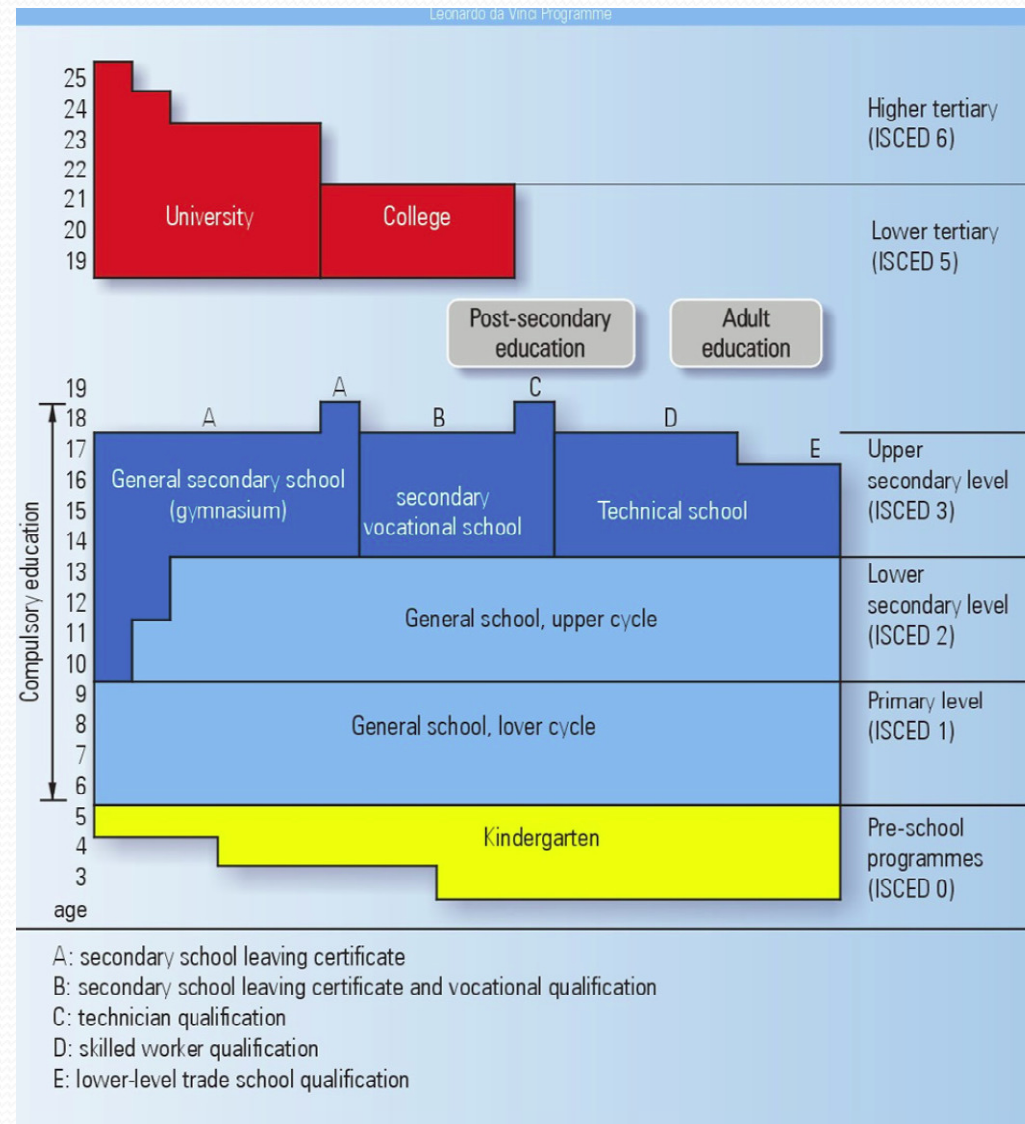 Leonardo da Vinci Programme
25
24
23
22
21
20
19
University
College
Higher tertiary
(ISCED 6)
Lower tertiary
(ISCED 5)
Post-secondary
education
Adult
education
19
18
17
16
15
14
13
12
11
10
9
8
7
6
5
4
3
age
Compulsory education
A
A
B
C
D
E
General secondary school
(gymnasium)
secondary
vocational school
Technical school
Upper
secondary level
(ISCED 3)
General school, upper cycle
Lower
secondary level
(ISCED 2)
General school, lover cycle
Primary level
(ISCED 1)
Kindergarten
Pre-school
programmes
(ISCED 0)
A: secondary school leaving certificate
B: secondary school leaving certificate and vocational qualification
C: technician qualification
D: skilled worker qualification
E: lower-level trade school qualification